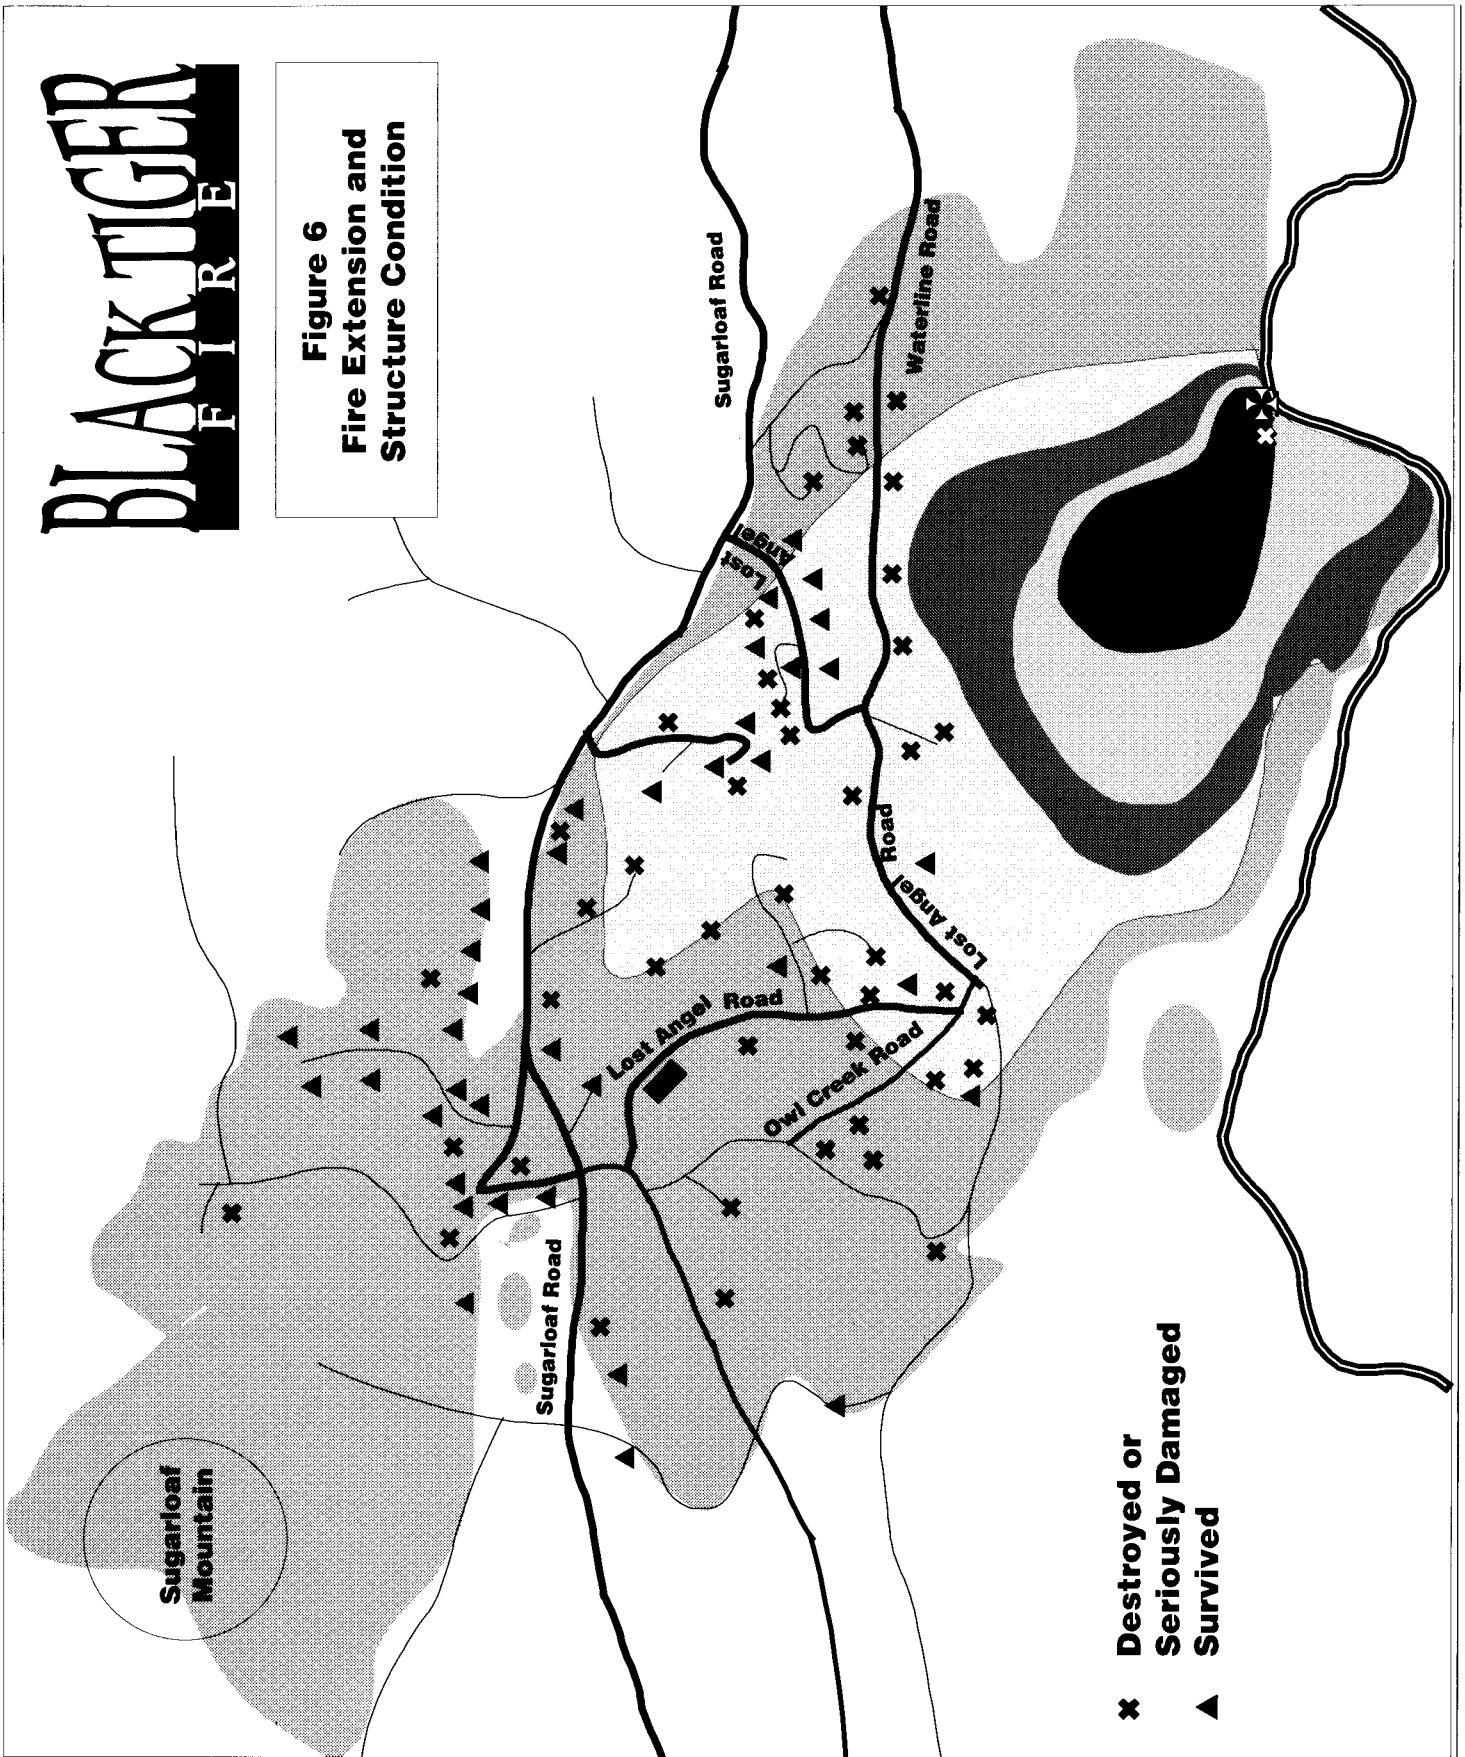 BLACK TIGER
FIRE
Figure 6
Fire Extension and
Structure Condition
Sugarloaf Road
Waterline Road
Lost
Angel
Road
Lost Angel
Lost Angel Road
Owl Creek Road
Sugarloaf Road
Sugarloaf
Mountain
Destroyed or
Seriously Damaged
Survived